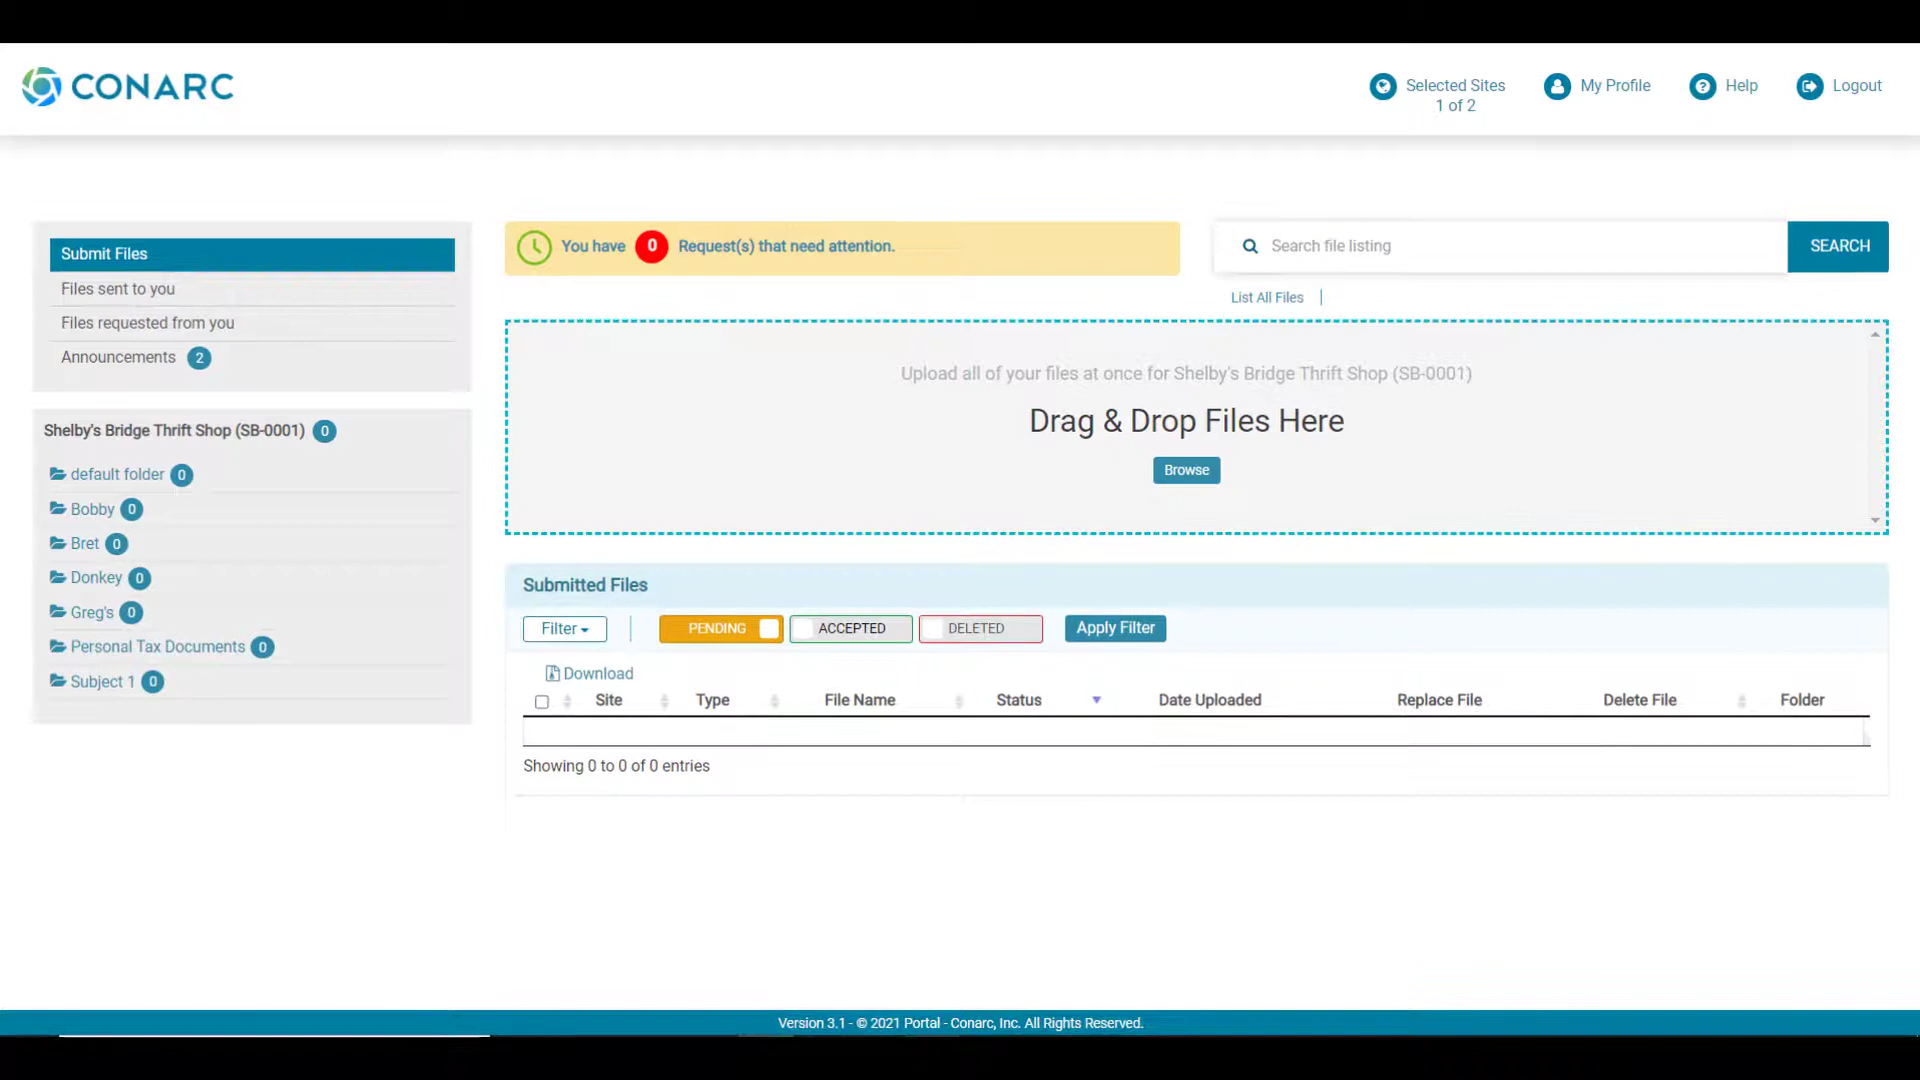 CONARC
Selected Sites
1 of 2
My Profile
Help
Logout
Submit Files
Files sent to you
Files requested from you
Announcements 2
Shelby's Bridge Thrift Shop (SB-0001) 0
default folder 0
Bobby 0
Bret 0
Donkey 0
Greg's 0
Personal Tax Documents 0
Subject 1 0
You have 0 Request(s) that need attention.
Search file listing
SEARCH
List All Files
Upload all of your files at once for Shelby's Bridge Thrift Shop (SB-0001)
Drag & Drop Files Here
Browse
Submitted Files
Filter PENDING ACCEPTED DELETED Apply Filter
Download
Site Type File Name Status Date Uploaded Replace File Delete File Folder
Showing 0 to 0 of 0 entries
Version 3.1 - © 2021 Portal - Conarc, Inc. All Rights Reserved.